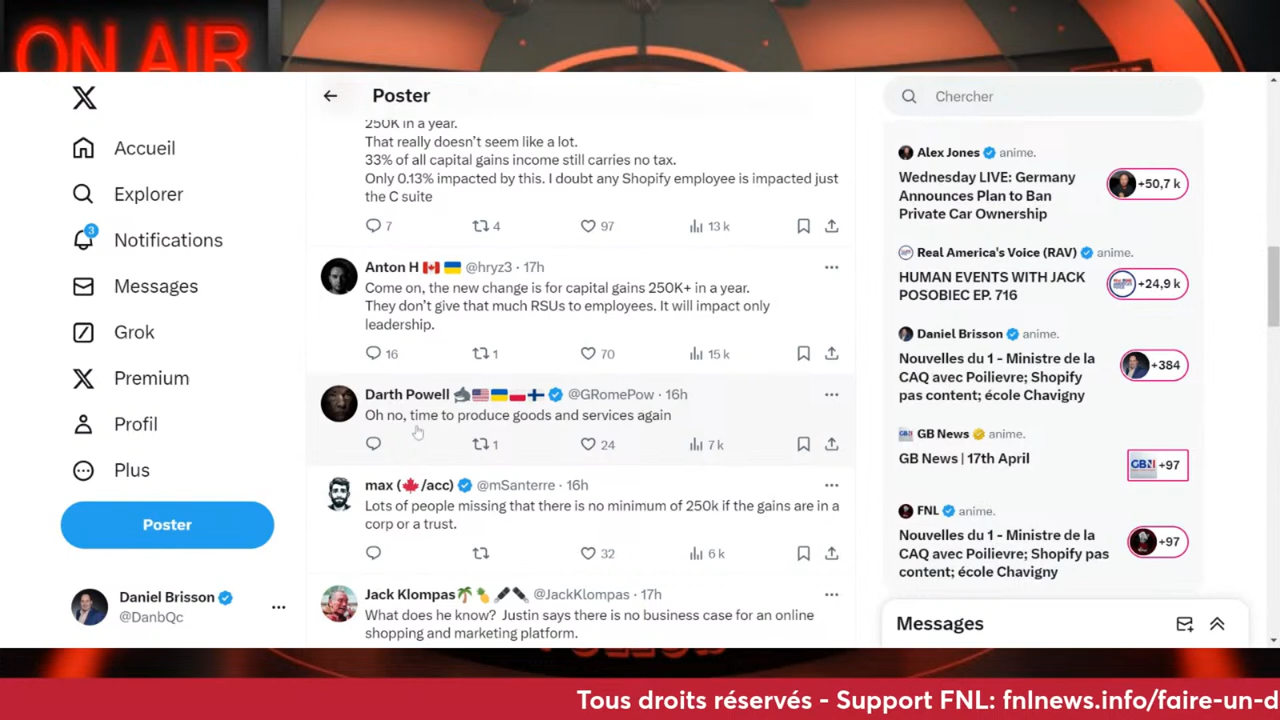 ON AIR
Accueil
Explorer
3
Notifications
Messages
Grok
Premium
Profil
Plus
Poster
Daniel Brisson
@DanbQc
Poster
250K in a year.
That really doesn't seem like a lot.
33% of all capital gains income still carries no tax.
Only 0.13% impacted by this. I doubt any Shopify employee is impacted just
the C suite
7 4 97 13 k
Anton H 🇨🇦 🇺🇦 @hryz3 · 17h
Come on, the new change is for capital gains 250K+ in a year.
They don't give that much RSUs to employees. It will impact only
leadership.
16 1 70 15 k
Darth Powell 🦈🇺🇸🇺🇦🇵🇱🇫🇮 @GRomePow · 16h
Oh no, time to produce goods and services again
1 24 7 k
max (🍁/acc) @mSanterre · 16h
Lots of people missing that there is no minimum of 250k if the gains are in a
corp or a trust.
32 6 k
Jack Klompas🌴🍍 @JackKlompas · 17h
What does he know? Justin says there is no business case for an online
shopping and marketing platform.
Chercher
Alex Jones anime.
Wednesday LIVE: Germany
Announces Plan to Ban
Private Car Ownership
+50,7 k
Real America's Voice (RAV) anime.
HUMAN EVENTS WITH JACK
POSOBIEC EP. 716
+24,9 k
Daniel Brisson anime.
Nouvelles du 1 - Ministre de la
CAQ avec Poilievre; Shopify
pas content; école Chavigny
+384
GB News anime.
GB News | 17th April
GBN +97
FNL anime.
Nouvelles du 1 - Ministre de la
CAQ avec Poilievre; Shopify pas
content; école Chavigny
+97
Messages
Tous droits réservés - Support FNL: fnlnews.info/faire-un-d